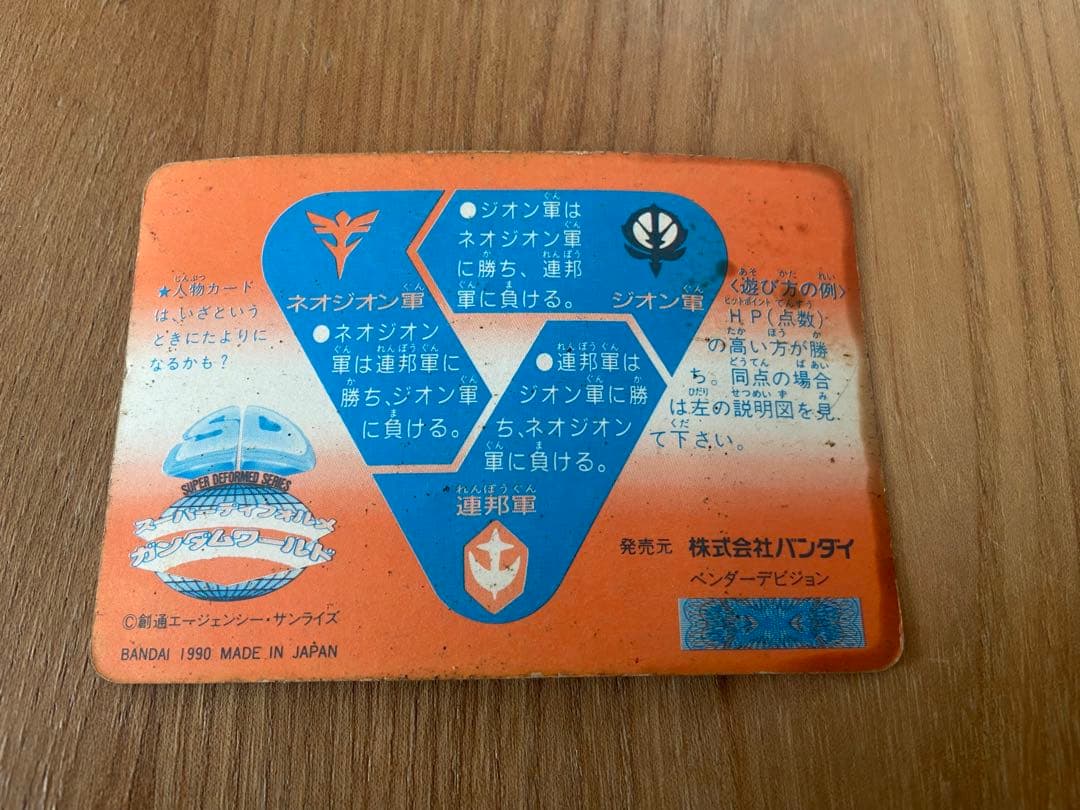 ●ジオン軍は
ネオジオン軍
に勝ち、連邦
軍に負ける。
ネオジオン軍
ジオン軍
●ネオジオン
軍は連邦軍に
勝ち、ジオン軍
に負ける。
●連邦軍は
ジオン軍に勝
ち、ネオジオン
軍に負ける。
連邦軍
★人物カード
は、いざという
ときにたよりに
なるかも?
〈遊び方の例〉
H.P(点数)
の高い方が勝
ち。同点の場合
は左の説明図を見
て下さい。
SD
SUPER DEFORMED SERIES
スーパーディフォルメ
ガンダムワールド
©創通エージェンシー・サンライズ
BANDAI 1990 MADE IN JAPAN
発売元 株式会社バンダイ
ベンダーデビジョン